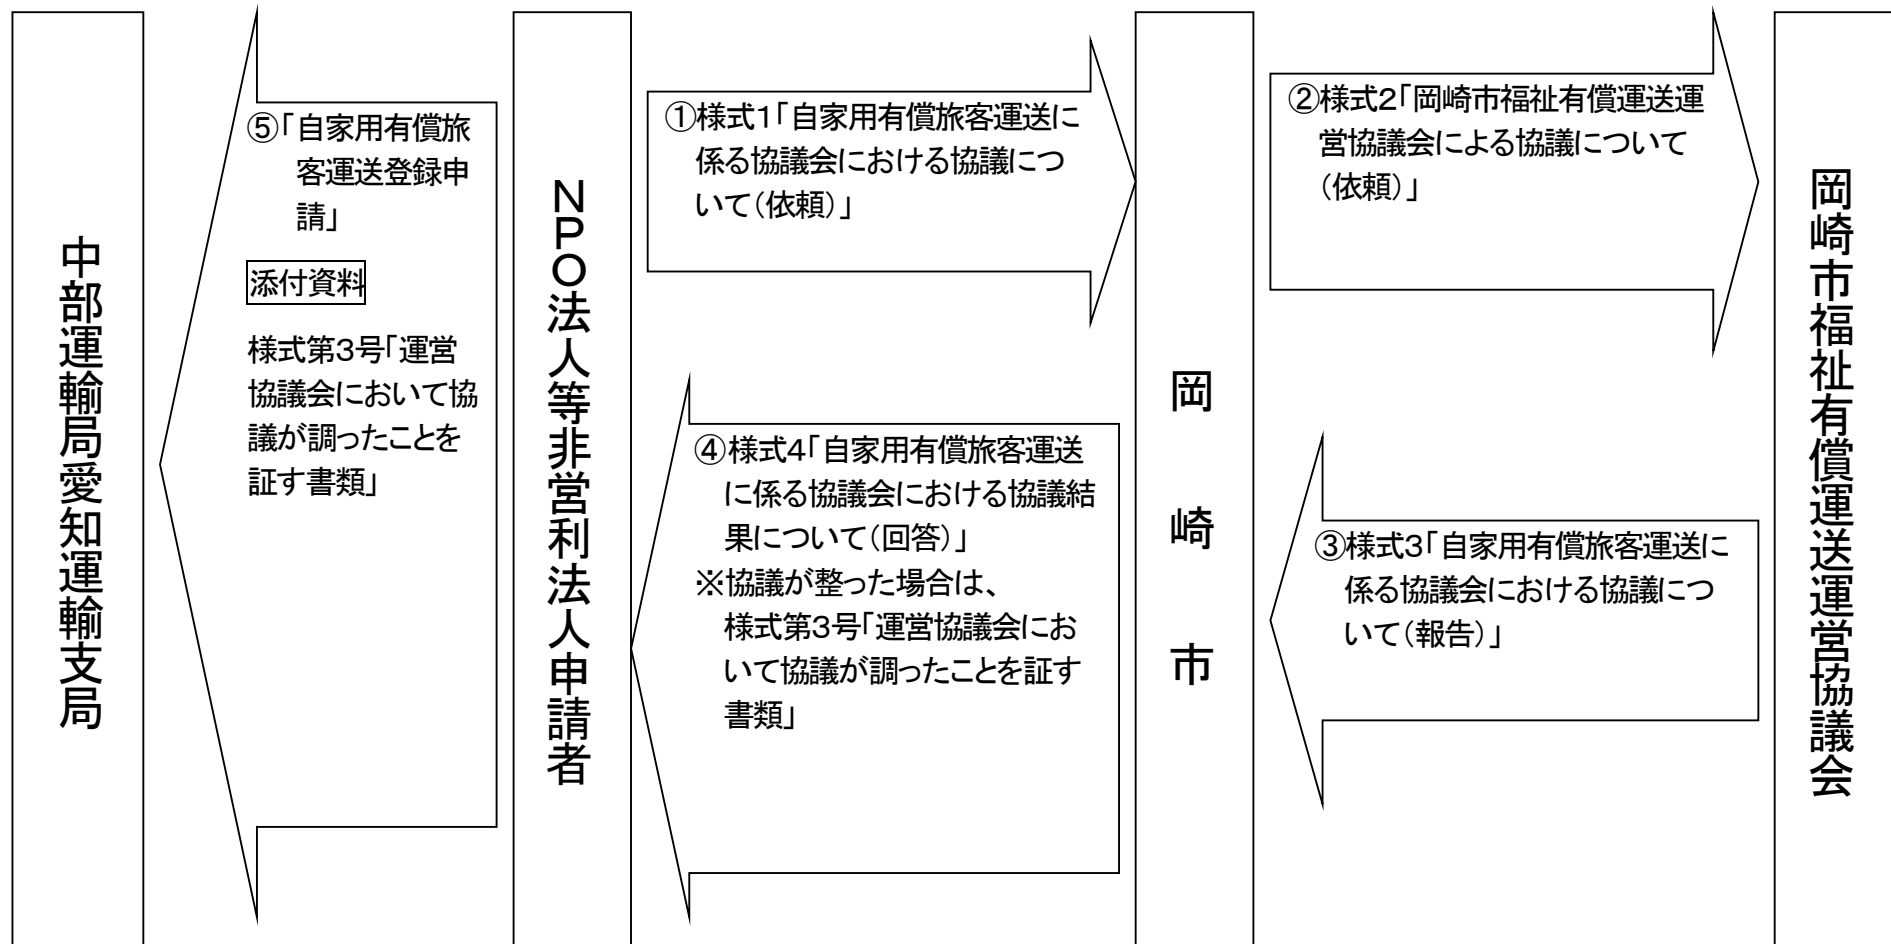 中部運輸局愛知運輸支局
⑤「自家用有償旅
客運送登録申
請」
添付資料
様式第3号「運営
協議会において協
議が調ったことを
証す書類」
NPO法人等非営利法人申請者
①様式1「自家用有償旅客運送に
係る協議会における協議につ
いて(依頼)」
④様式4「自家用有償旅客運送
に係る協議会における協議結
果について(回答)」
※協議が整った場合は、
様式第3号「運営協議会にお
いて協議が調ったことを証す
書類」
岡崎市
②様式2「岡崎市福祉有償運送運
営協議会による協議について
(依頼)」
③様式3「自家用有償旅客運送に
係る協議会における協議につ
いて(報告)」
岡崎市福祉有償運送運営協議会